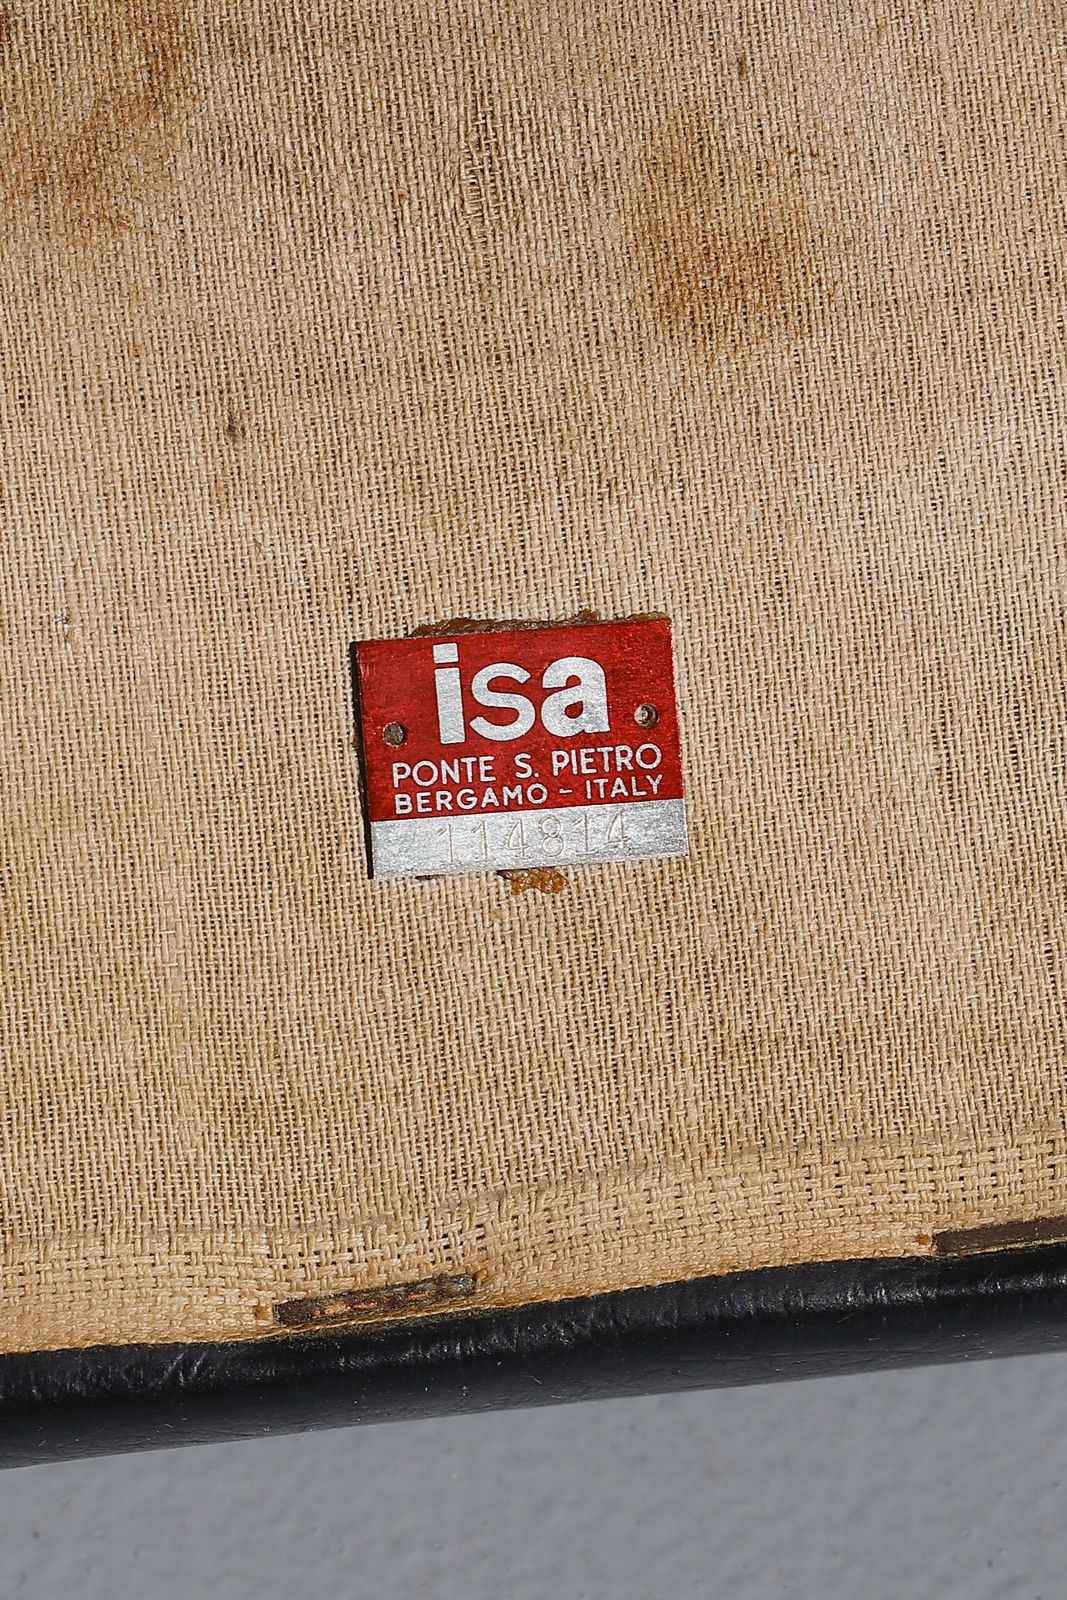 isa
PONTE S. PIETRO
BERGAMO - ITALY
114814